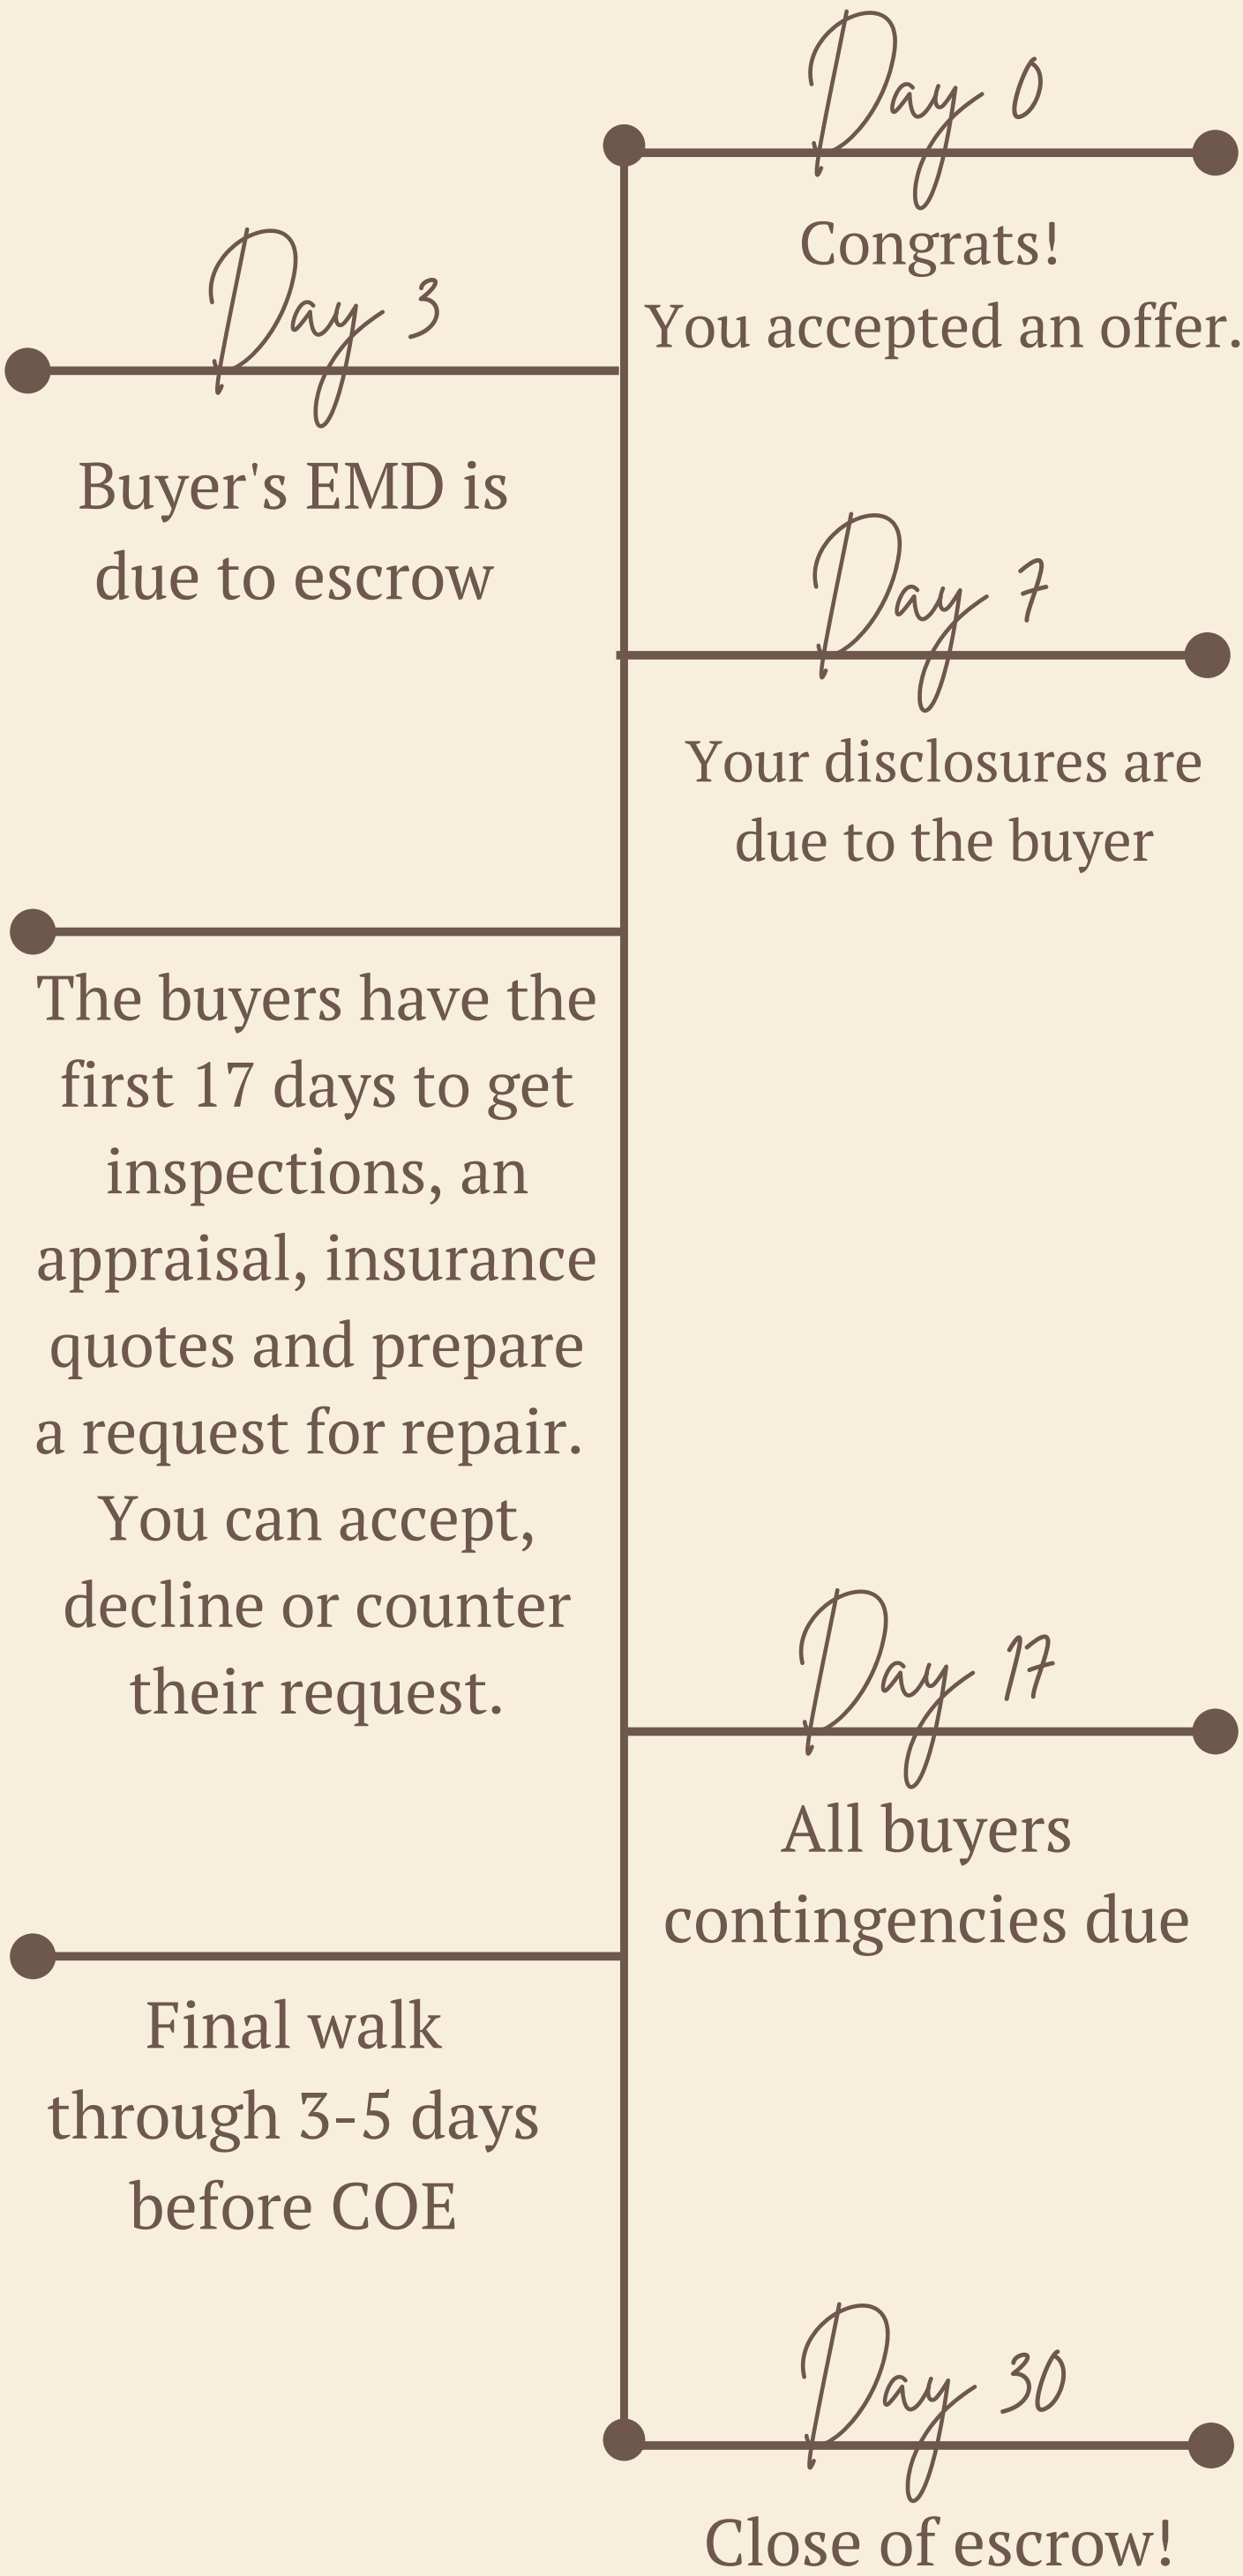 Day 0
Congrats!
You accepted an offer.
Day 3
Buyer's EMD is
due to escrow
Day 7
Your disclosures are
due to the buyer
The buyers have the
first 17 days to get
inspections, an
appraisal, insurance
quotes and prepare
a request for repair.
You can accept,
decline or counter
their request.
Day 17
All buyers
contingencies due
Final walk
through 3-5 days
before COE
Day 30
Close of escrow!